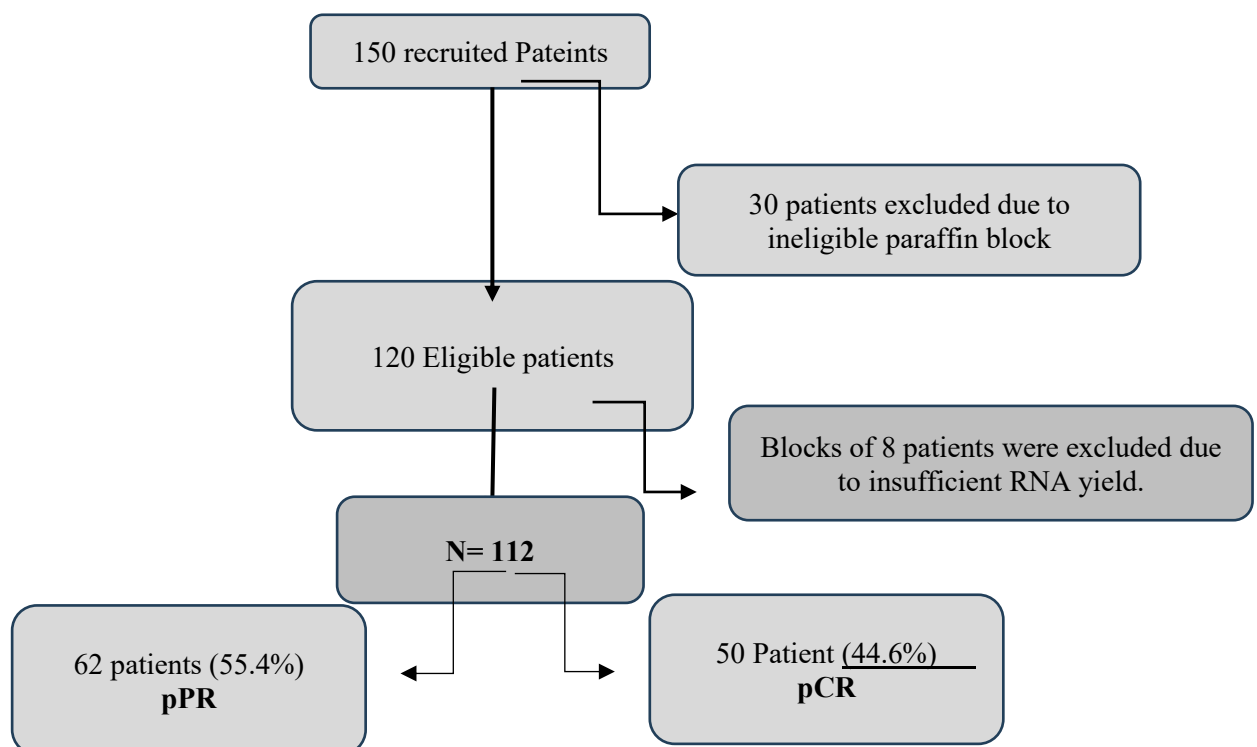 150 recruited Pateints
30 patients excluded due to
ineligible paraffin block
120 Eligible patients
Blocks of 8 patients were excluded due
to insufficient RNA yield.
N= 112
62 patients (55.4%)
pPR
50 Patient (44.6%)
pCR